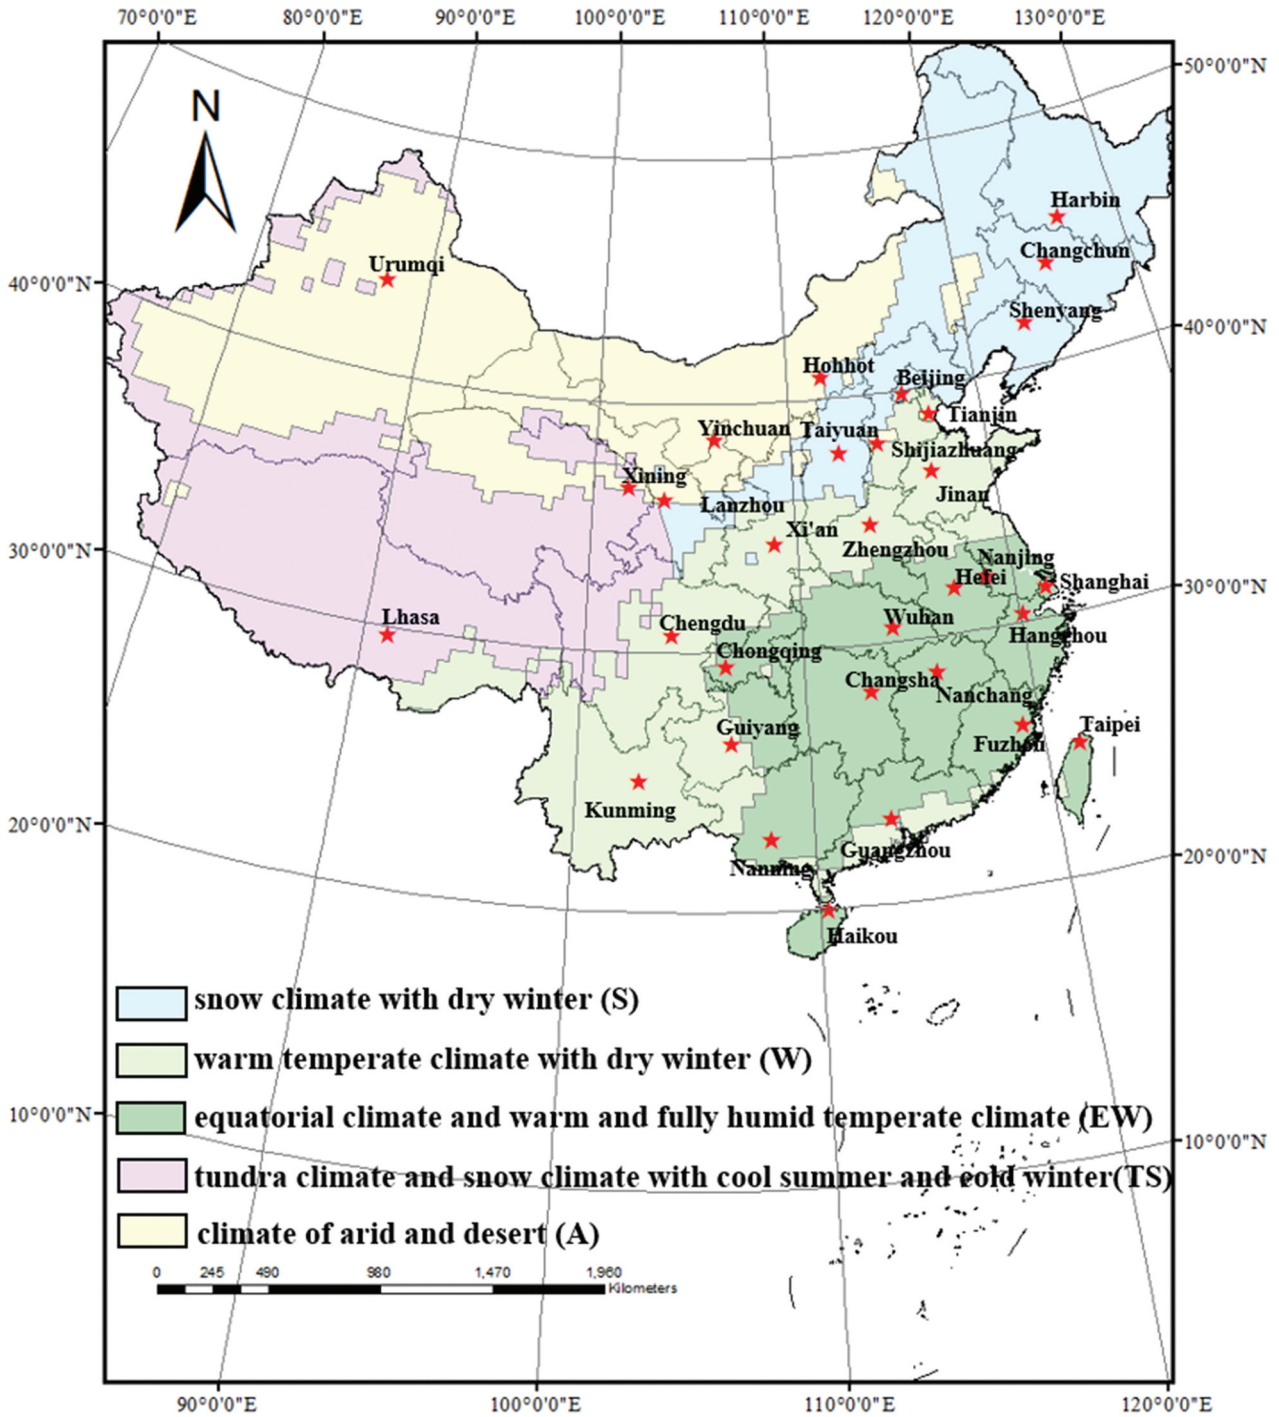 70°0'0"E 80°0'0"E 90°0'0"E 100°0'0"E 110°0'0"E 120°0'0"E 130°0'0"E
50°0'0"N
N
Harbin
Changchun
Urumqi
40°0'0"N
Shenyang
40°0'0"N
Hohhot
Beijing
Tianjin
Yinchuan
Taiyuan
Shijiazhuang
Xining
Jinan
Lanzhou
Xi'an
Zhengzhou
30°0'0"N
Nanjing
Hefei
Shanghai
30°0'0"N
Lhasa
Wuhan
Chengdu
Hangzhou
Chongqing
Changsha
Nanchang
Guiyang
Taipei
Fuzhou
Kunming
20°0'0"N
Guangzhou
20°0'0"N
Nanning
Haikou
snow climate with dry winter (S)
warm temperate climate with dry winter (W)
10°0'0"N
equatorial climate and warm and fully humid temperate climate (EW)
10°0'0"N
tundra climate and snow climate with cool summer and cold winter(TS)
climate of arid and desert (A)
0 245 490 980 1,470 1,960
Kilometers
90°0'0"E 100°0'0"E 110°0'0"E 120°0'0"E